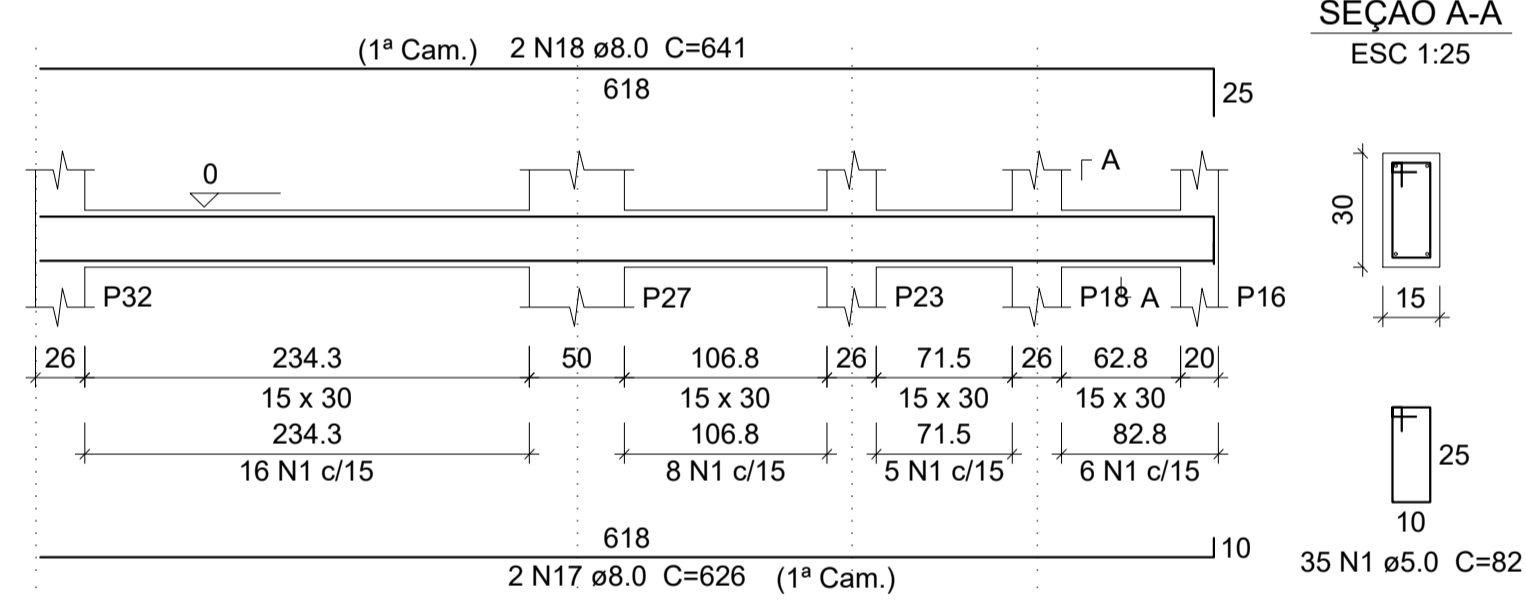 SEÇÃO A-A
ESC 1:25
(1ª Cam.) 2 N18 ø8.0 C=641
618
25
A
0
30
15
P32 P27 P23 P18 A P16
26 234.3 50 106.8 26 71.5 26 62.8 20
15 x 30 15 x 30 15 x 30 15 x 30
234.3 106.8 71.5 82.8
16 N1 c/15 8 N1 c/15 5 N1 c/15 6 N1 c/15
25
10
35 N1 ø5.0 C=82
618
10
2 N17 ø8.0 C=626 (1ª Cam.)